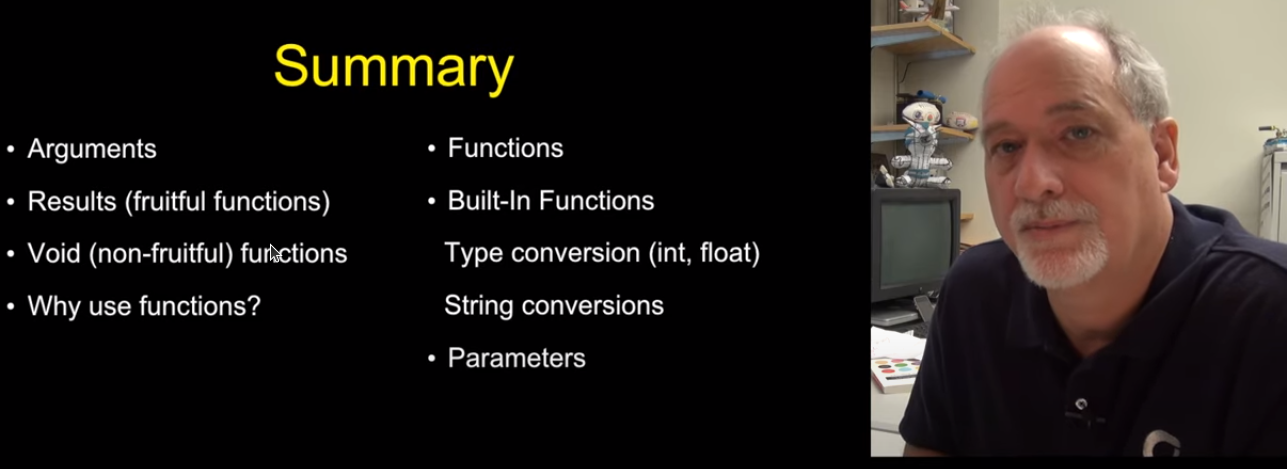 Summary
Arguments
Results (fruitful functions)
Void (non-fruitful) functions
Why use functions?
Functions
Built-In Functions
Type conversion (int, float)
String conversions
Parameters